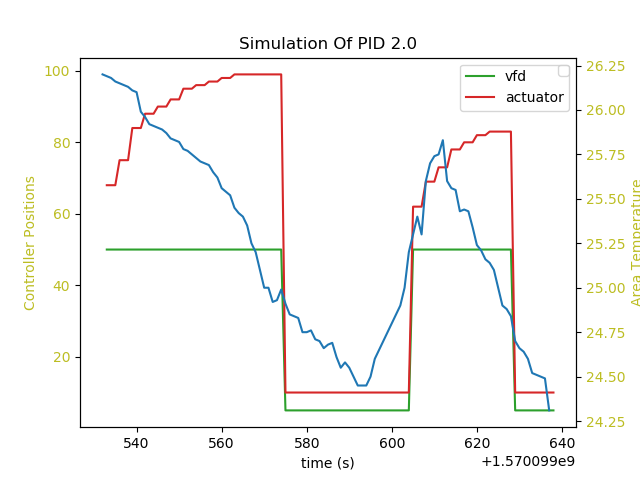 Simulation Of PID 2.0
vfd
actuator
Controller Positions
100
80
60
40
20
26.25
26.00
25.75
25.50
25.25
25.00
24.75
24.50
24.25
Area Temperature
540
560
580
600
620
640
time (s)
+1.570099e9